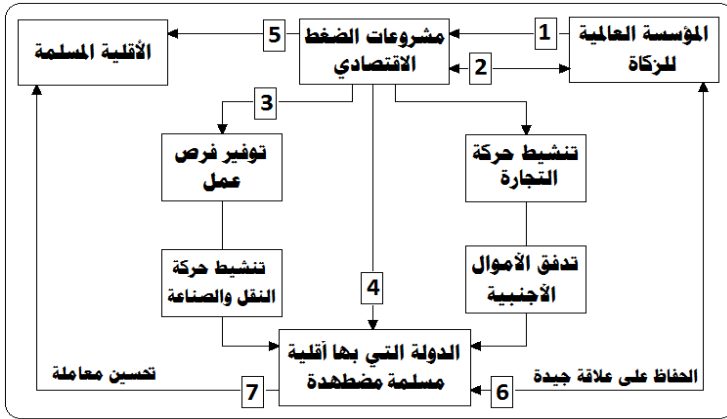 المؤسسة العالمية
للزكاة
1
2
مشروعات الضغط
الاقتصادي
5
الأقلية المسلمة
3
توفير فرص
عمل
تنشيط حركة
التجارة
تنشيط حركة
النقل والصناعة
4
تدفق الأموال
الأجنبية
الدولة التي بها أقلية
مسلمة مضطهدة
الحفاظ على علاقة جيدة
6
7
تحسين معاملة